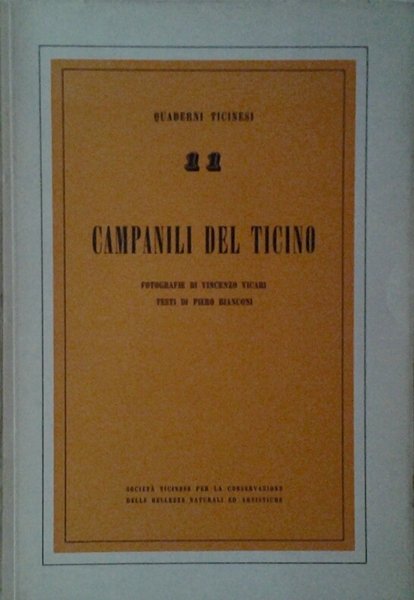 QUADERNI TICINESI
11
CAMPANILI DEL TICINO
FOTOGRAFIE DI VINCENZO VICARI
TESTI DI PIERO BIANCONI
SOCIETÀ TICINESE PER LA CONSERVAZIONE
DELLE BELLEZZE NATURALI ED ARTISTICHE